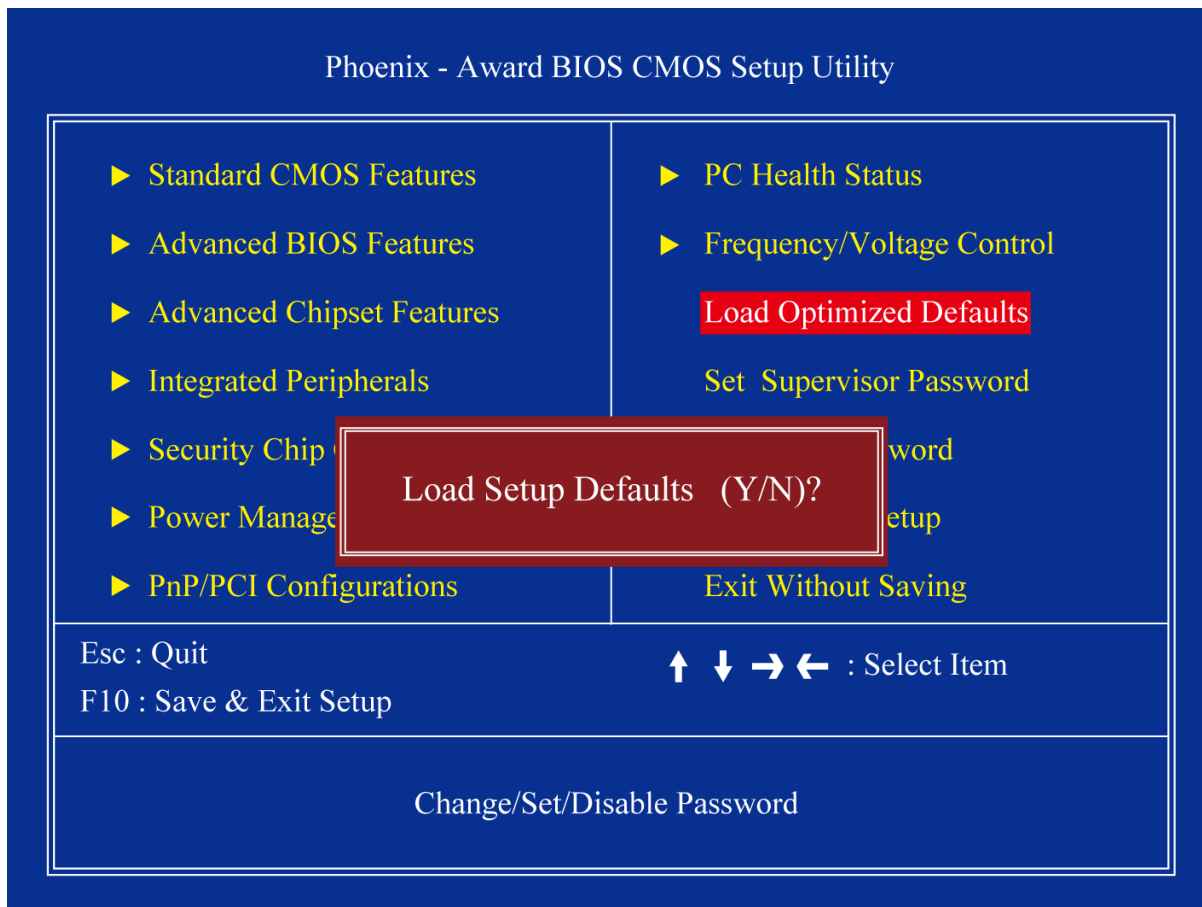 Phoenix - Award BIOS CMOS Setup Utility
Standard CMOS Features
Advanced BIOS Features
Advanced Chipset Features
Integrated Peripherals
Security Chip
Power Manage
PnP/PCI Configurations
PC Health Status
Frequency/Voltage Control
Load Optimized Defaults
Set Supervisor Password
word
etup
Exit Without Saving
Load Setup Defaults (Y/N)?
Esc : Quit
F10 : Save & Exit Setup
: Select Item
Change/Set/Disable Password